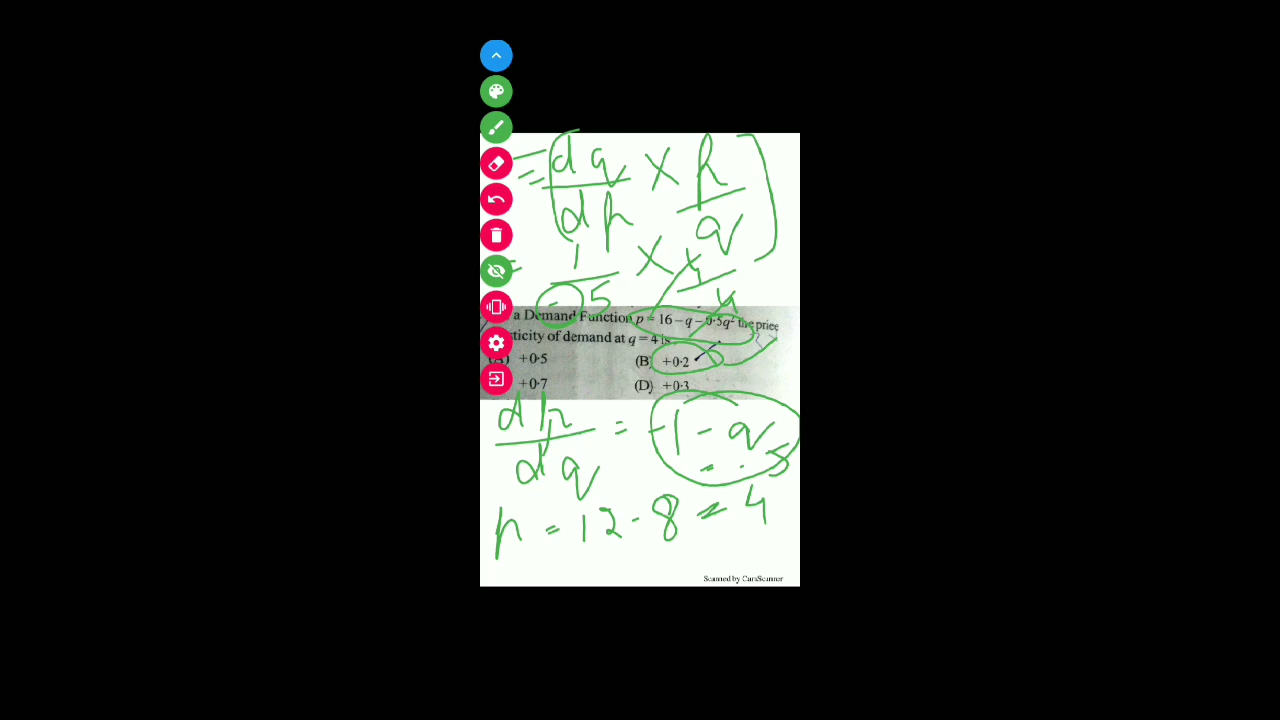 = dq/dp × p/q
= 1/-5 × 4/4
a Demand Function p = 16 – q – 0·5q² the price
ticity of demand at q = 4 is
(A) +0·5 (B) +0·2
+0·7 (D) +0·3
dp/dq = -1 - q
= -5
p = 12 - 8 = 4
Scanned by CamScanner